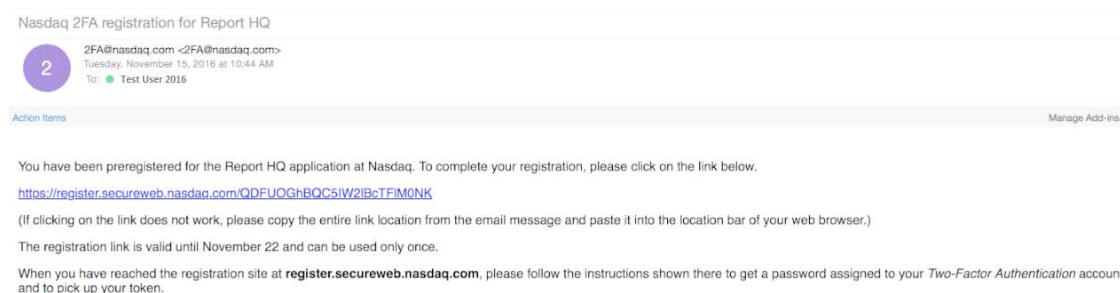 Nasdaq 2FA registration for Report HQ
2
2FA@nasdaq.com <2FA@nasdaq.com>
Tuesday, November 15, 2016 at 10:44 AM
To: Test User 2016
Action Items
Manage Add-ins
You have been preregistered for the Report HQ application at Nasdaq. To complete your registration, please click on the link below.
https://register.secureweb.nasdaq.com/QDFUOGhBQC5IW2lBcTFlM0NK
(If clicking on the link does not work, please copy the entire link location from the email message and paste it into the location bar of your web browser.)
The registration link is valid until November 22 and can be used only once.
When you have reached the registration site at register.secureweb.nasdaq.com, please follow the instructions shown there to get a password assigned to your Two-Factor Authentication accoun
and to pick up your token.